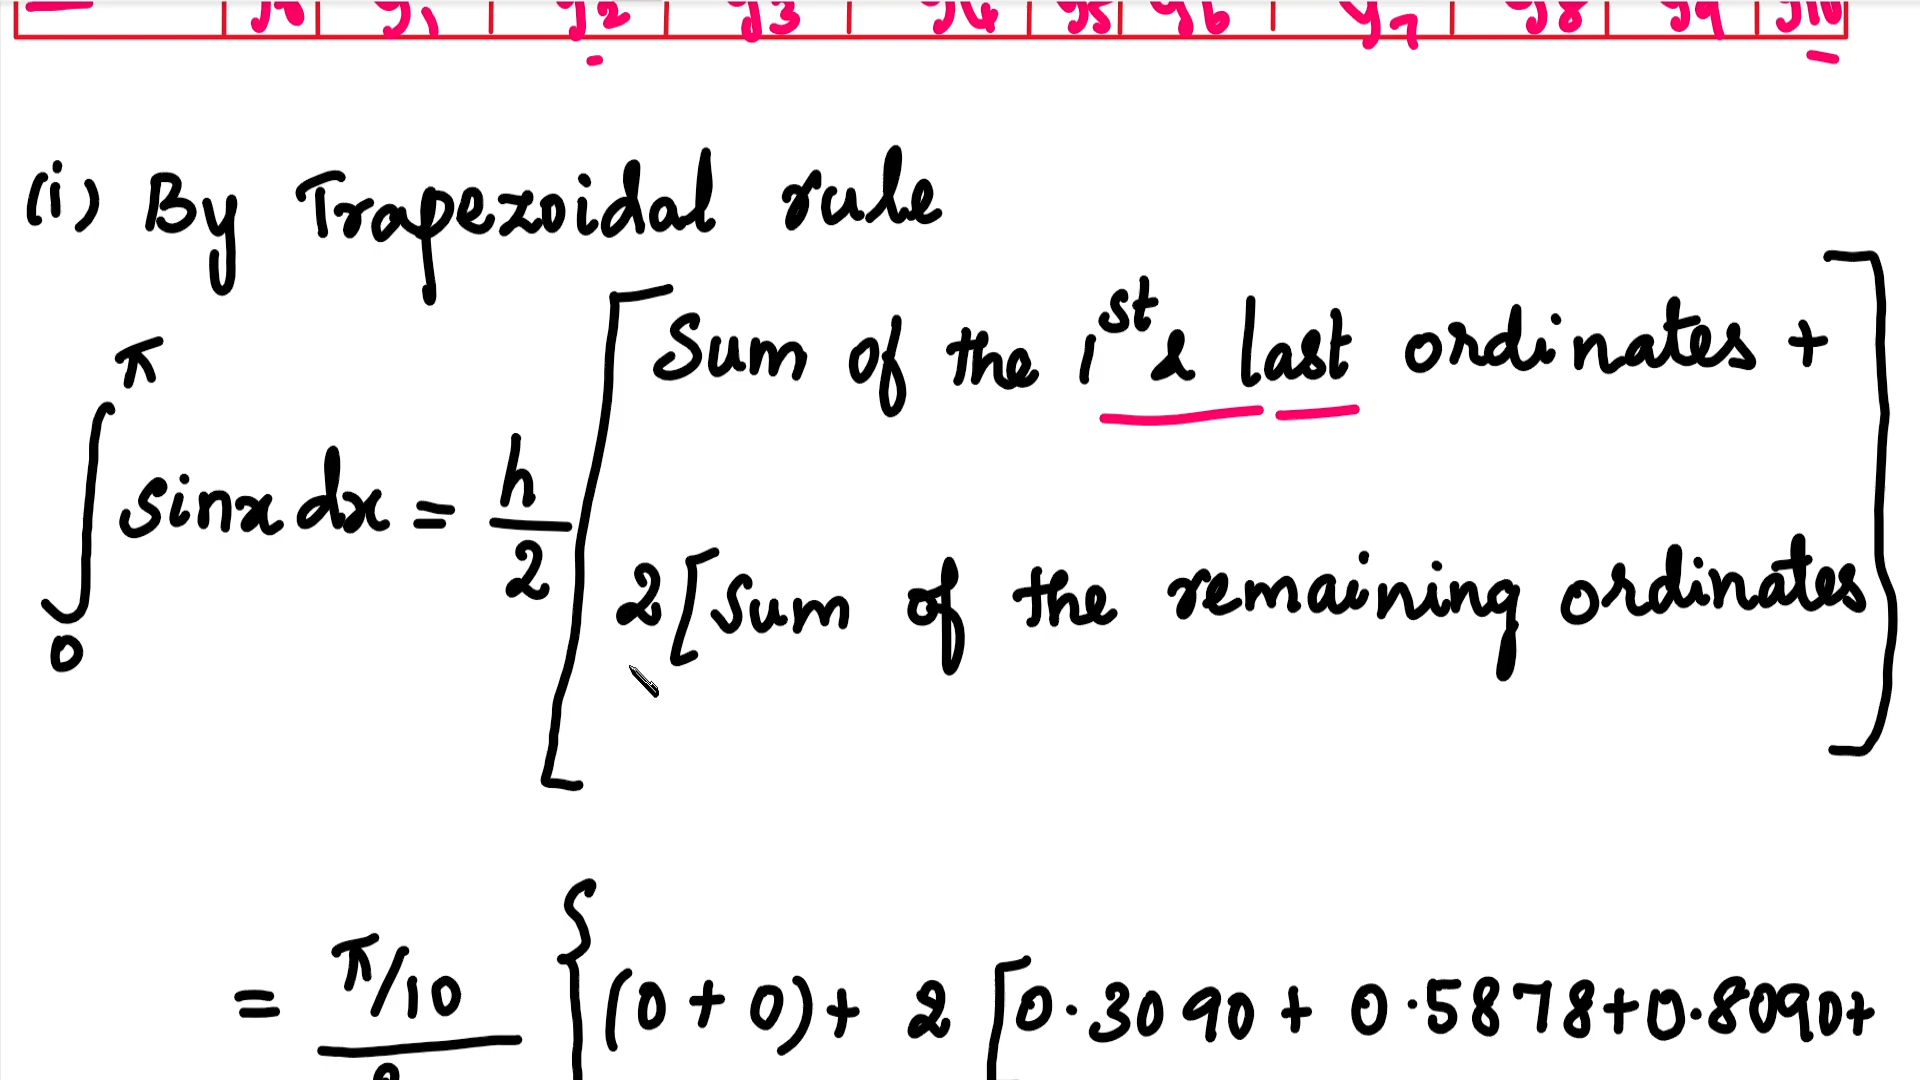 y0 y1 y2 y3 y4 y5 y6 y7 y8 y9 y10
(i) By Trapezoidal rule
∫₀^π sinx dx = h/2 [ Sum of the 1st & last ordinates +
2 [ Sum of the remaining ordinates ]
= π/10 / 2 { (0 + 0) + 2 [ 0.3090 + 0.5878 + 0.8090 +